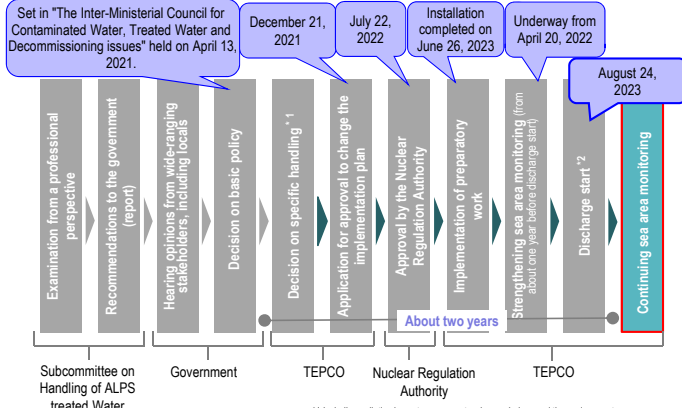 Set in "The Inter-Ministerial Council for
Contaminated Water, Treated Water and
Decommissioning issues" held on April 13,
2021.
December 21,
2021
July 22,
2022
Installation
completed on
June 26, 2023
Underway from
April 20, 2022
August 24,
2023
Examination from a professional
perspective
Recommendations to the government
(report)
Hearing opinions from wide-ranging
stakeholders, including locals
Decision on basic policy
Decision on specific handling *1
Application for approval to change the
implementation plan
Approval by the Nuclear
Regulation Authority
Implementation of preparatory
work
Strengthening sea area monitoring (from
about one year before discharge start)
Discharge start *2
Continuing sea area monitoring
About two years
Subcommittee on
Handling of ALPS
treated Water
Government
TEPCO
Nuclear Regulation
Authority
TEPCO